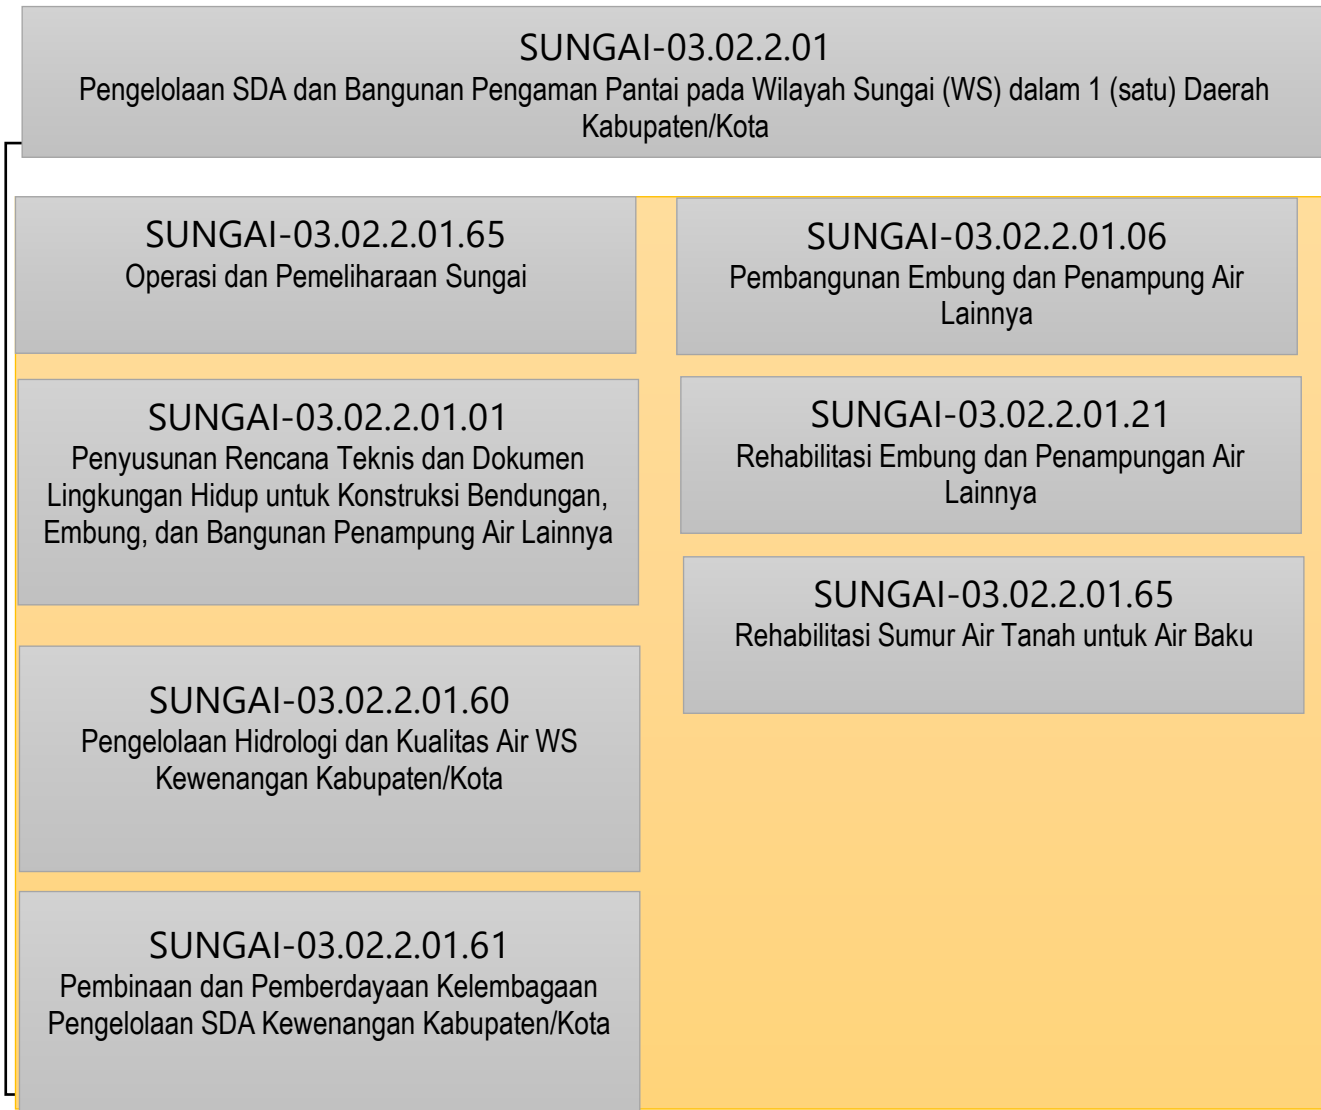 SUNGAI-03.02.2.01
Pengelolaan SDA dan Bangunan Pengaman Pantai pada Wilayah Sungai (WS) dalam 1 (satu) Daerah
Kabupaten/Kota
SUNGAI-03.02.2.01.65
Operasi dan Pemeliharaan Sungai
SUNGAI-03.02.2.01.01
Penyusunan Rencana Teknis dan Dokumen
Lingkungan Hidup untuk Konstruksi Bendungan,
Embung, dan Bangunan Penampung Air Lainnya
SUNGAI-03.02.2.01.60
Pengelolaan Hidrologi dan Kualitas Air WS
Kewenangan Kabupaten/Kota
SUNGAI-03.02.2.01.61
Pembinaan dan Pemberdayaan Kelembagaan
Pengelolaan SDA Kewenangan Kabupaten/Kota
SUNGAI-03.02.2.01.06
Pembangunan Embung dan Penampung Air
Lainnya
SUNGAI-03.02.2.01.21
Rehabilitasi Embung dan Penampungan Air
Lainnya
SUNGAI-03.02.2.01.65
Rehabilitasi Sumur Air Tanah untuk Air Baku